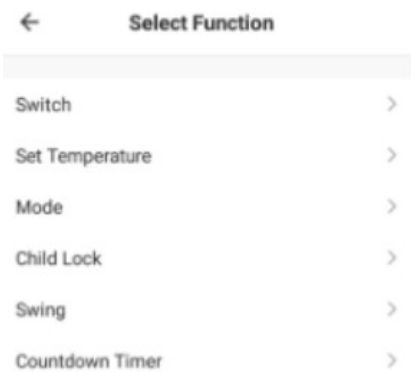 Select Function
Switch
Set Temperature
Mode
Child Lock
Swing
Countdown Timer